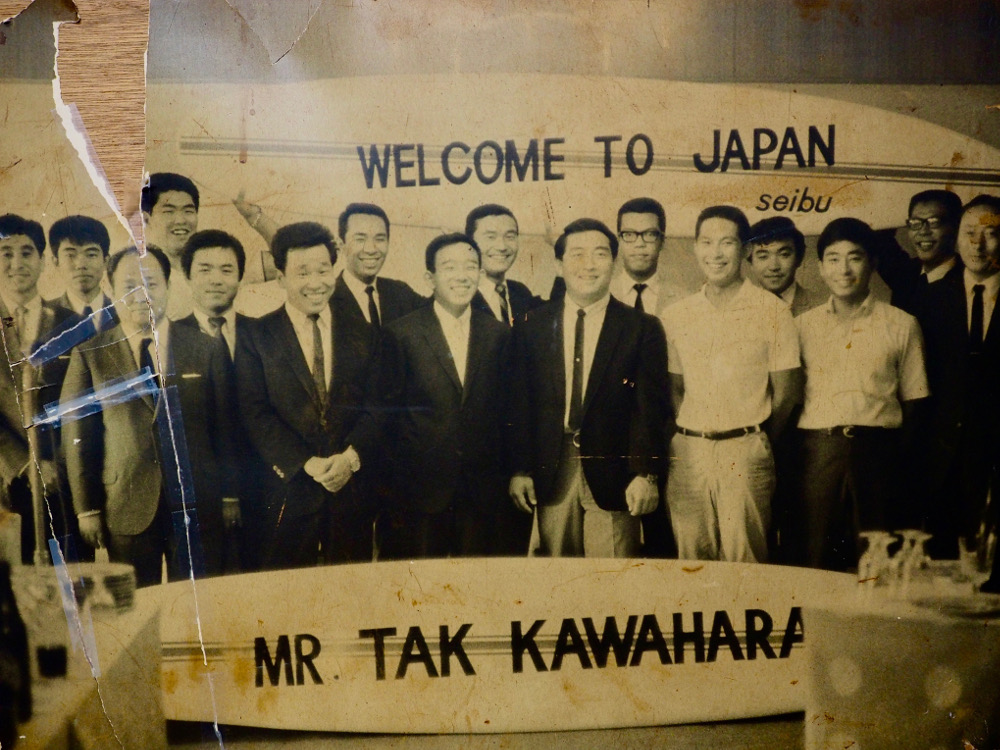 WELCOME TO JAPAN
seibu
MR. TAK KAWAHARA